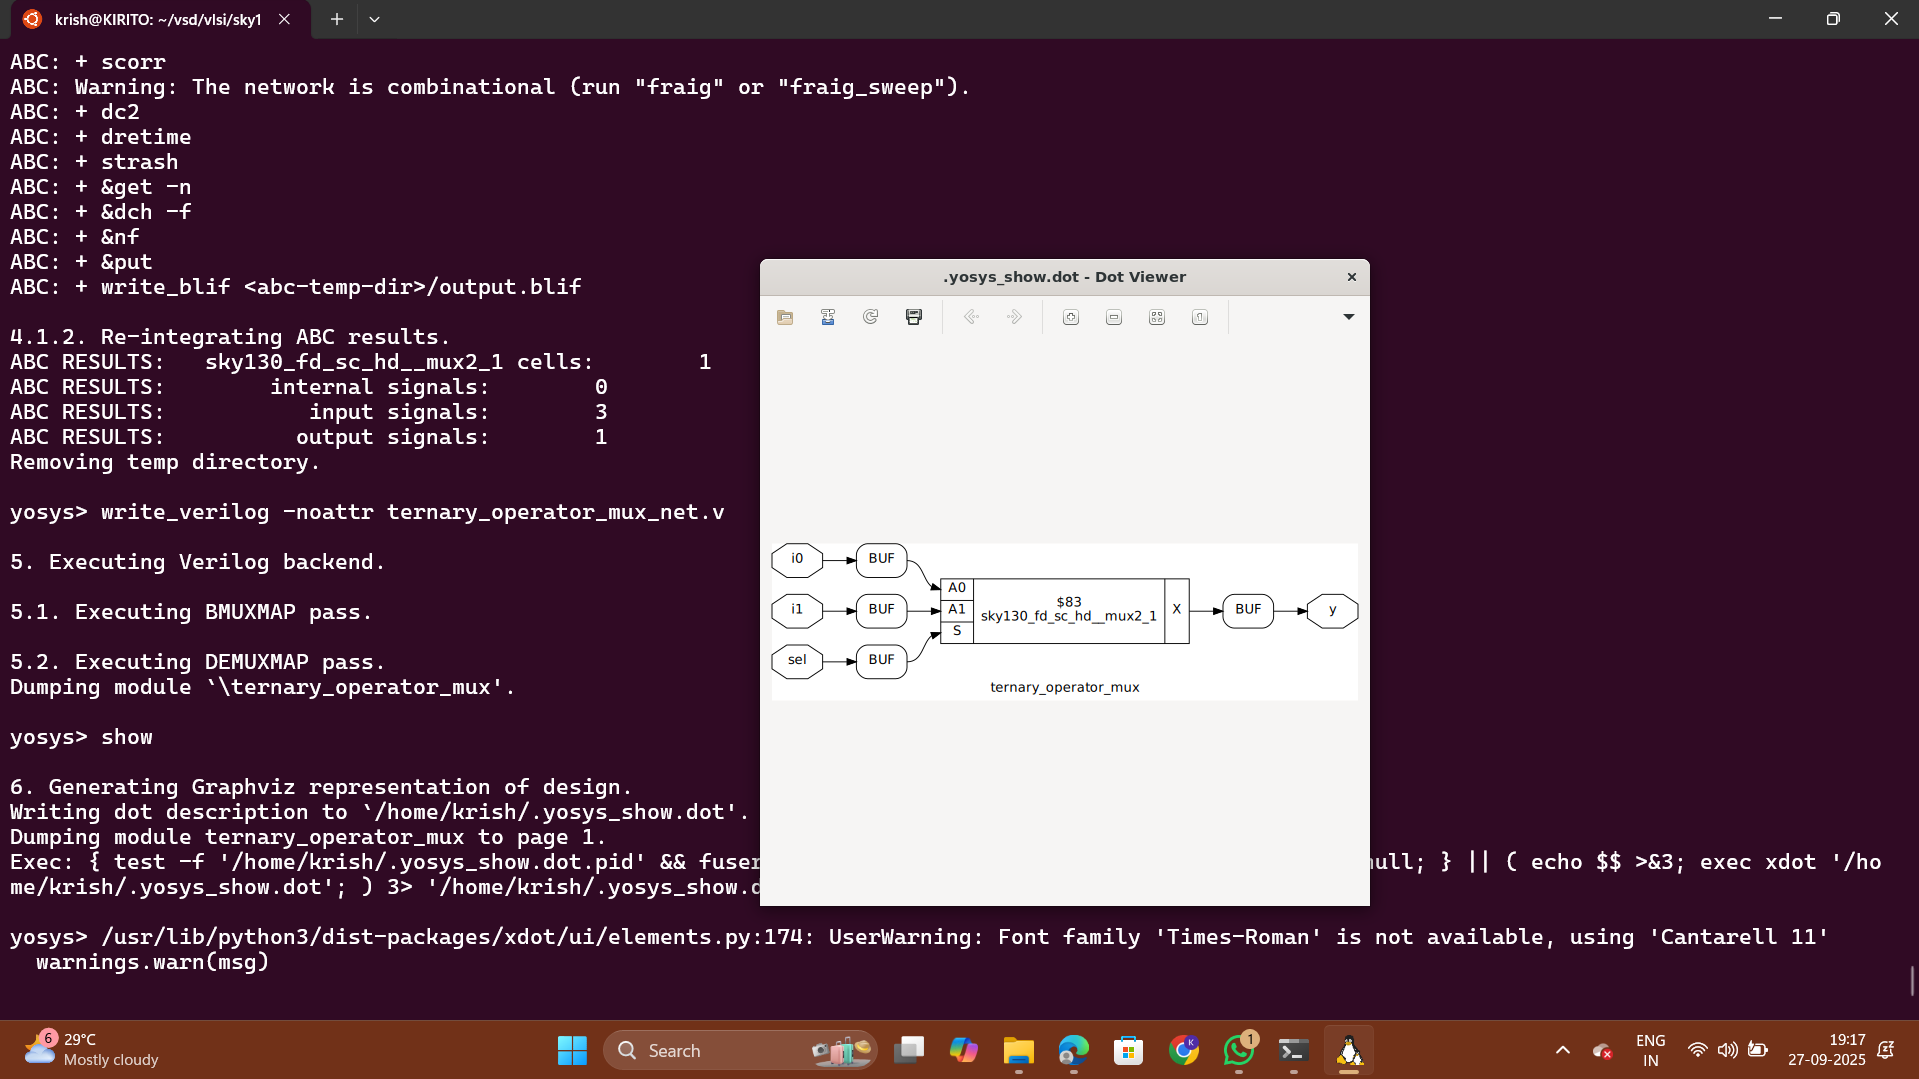 krish@KIRITO: ~/vsd/vlsi/sky1
ABC: + scorr
ABC: Warning: The network is combinational (run "fraig" or "fraig_sweep").
ABC: + dc2
ABC: + dretime
ABC: + strash
ABC: + &get -n
ABC: + &dch -f
ABC: + &nf
ABC: + &put
ABC: + write_blif <abc-temp-dir>/output.blif
4.1.2. Re-integrating ABC results.
ABC RESULTS:   sky130_fd_sc_hd__mux2_1 cells:        1
ABC RESULTS:        internal signals:        0
ABC RESULTS:           input signals:        3
ABC RESULTS:          output signals:        1
Removing temp directory.
yosys> write_verilog -noattr ternary_operator_mux_net.v
5. Executing Verilog backend.
5.1. Executing BMUXMAP pass.
5.2. Executing DEMUXMAP pass.
Dumping module `\ternary_operator_mux'.
yosys> show
6. Generating Graphviz representation of design.
Writing dot description to `/home/krish/.yosys_show.dot'.
Dumping module ternary_operator_mux to page 1.
Exec: { test -f '/home/krish/.yosys_show.dot.pid' && fuser
ull; } || ( echo $$ >&3; exec xdot '/ho
me/krish/.yosys_show.dot'; ) 3> '/home/krish/.yosys_show.d
yosys> /usr/lib/python3/dist-packages/xdot/ui/elements.py:174: UserWarning: Font family 'Times-Roman' is not available, using 'Cantarell 11'
warnings.warn(msg)
.yosys_show.dot - Dot Viewer
i0
BUF
A0
i1
BUF
A1
$83
sky130_fd_sc_hd__mux2_1
X
BUF
y
S
sel
BUF
ternary_operator_mux
6
29°C
Mostly cloudy
Search
K
1
ENG
IN
19:17
27-09-2025